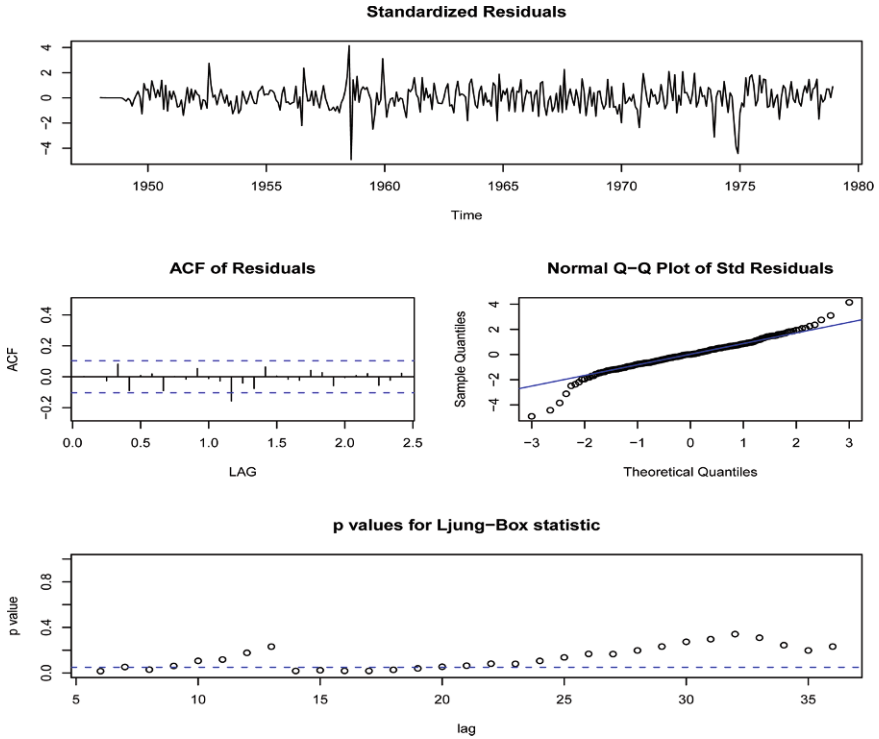 Standardized Residuals
4
2
0
−2
−4
1950 1955 1960 1965 1970 1975 1980
Time
ACF of Residuals
ACF
0.4
0.2
0.0
−0.2
0.0 0.5 1.0 1.5 2.0 2.5
LAG
Normal Q−Q Plot of Std Residuals
Sample Quantiles
4
2
0
−2
−4
−3 −2 −1 0 1 2 3
Theoretical Quantiles
p values for Ljung−Box statistic
p value
0.8
0.4
0.0
5 10 15 20 25 30 35
lag